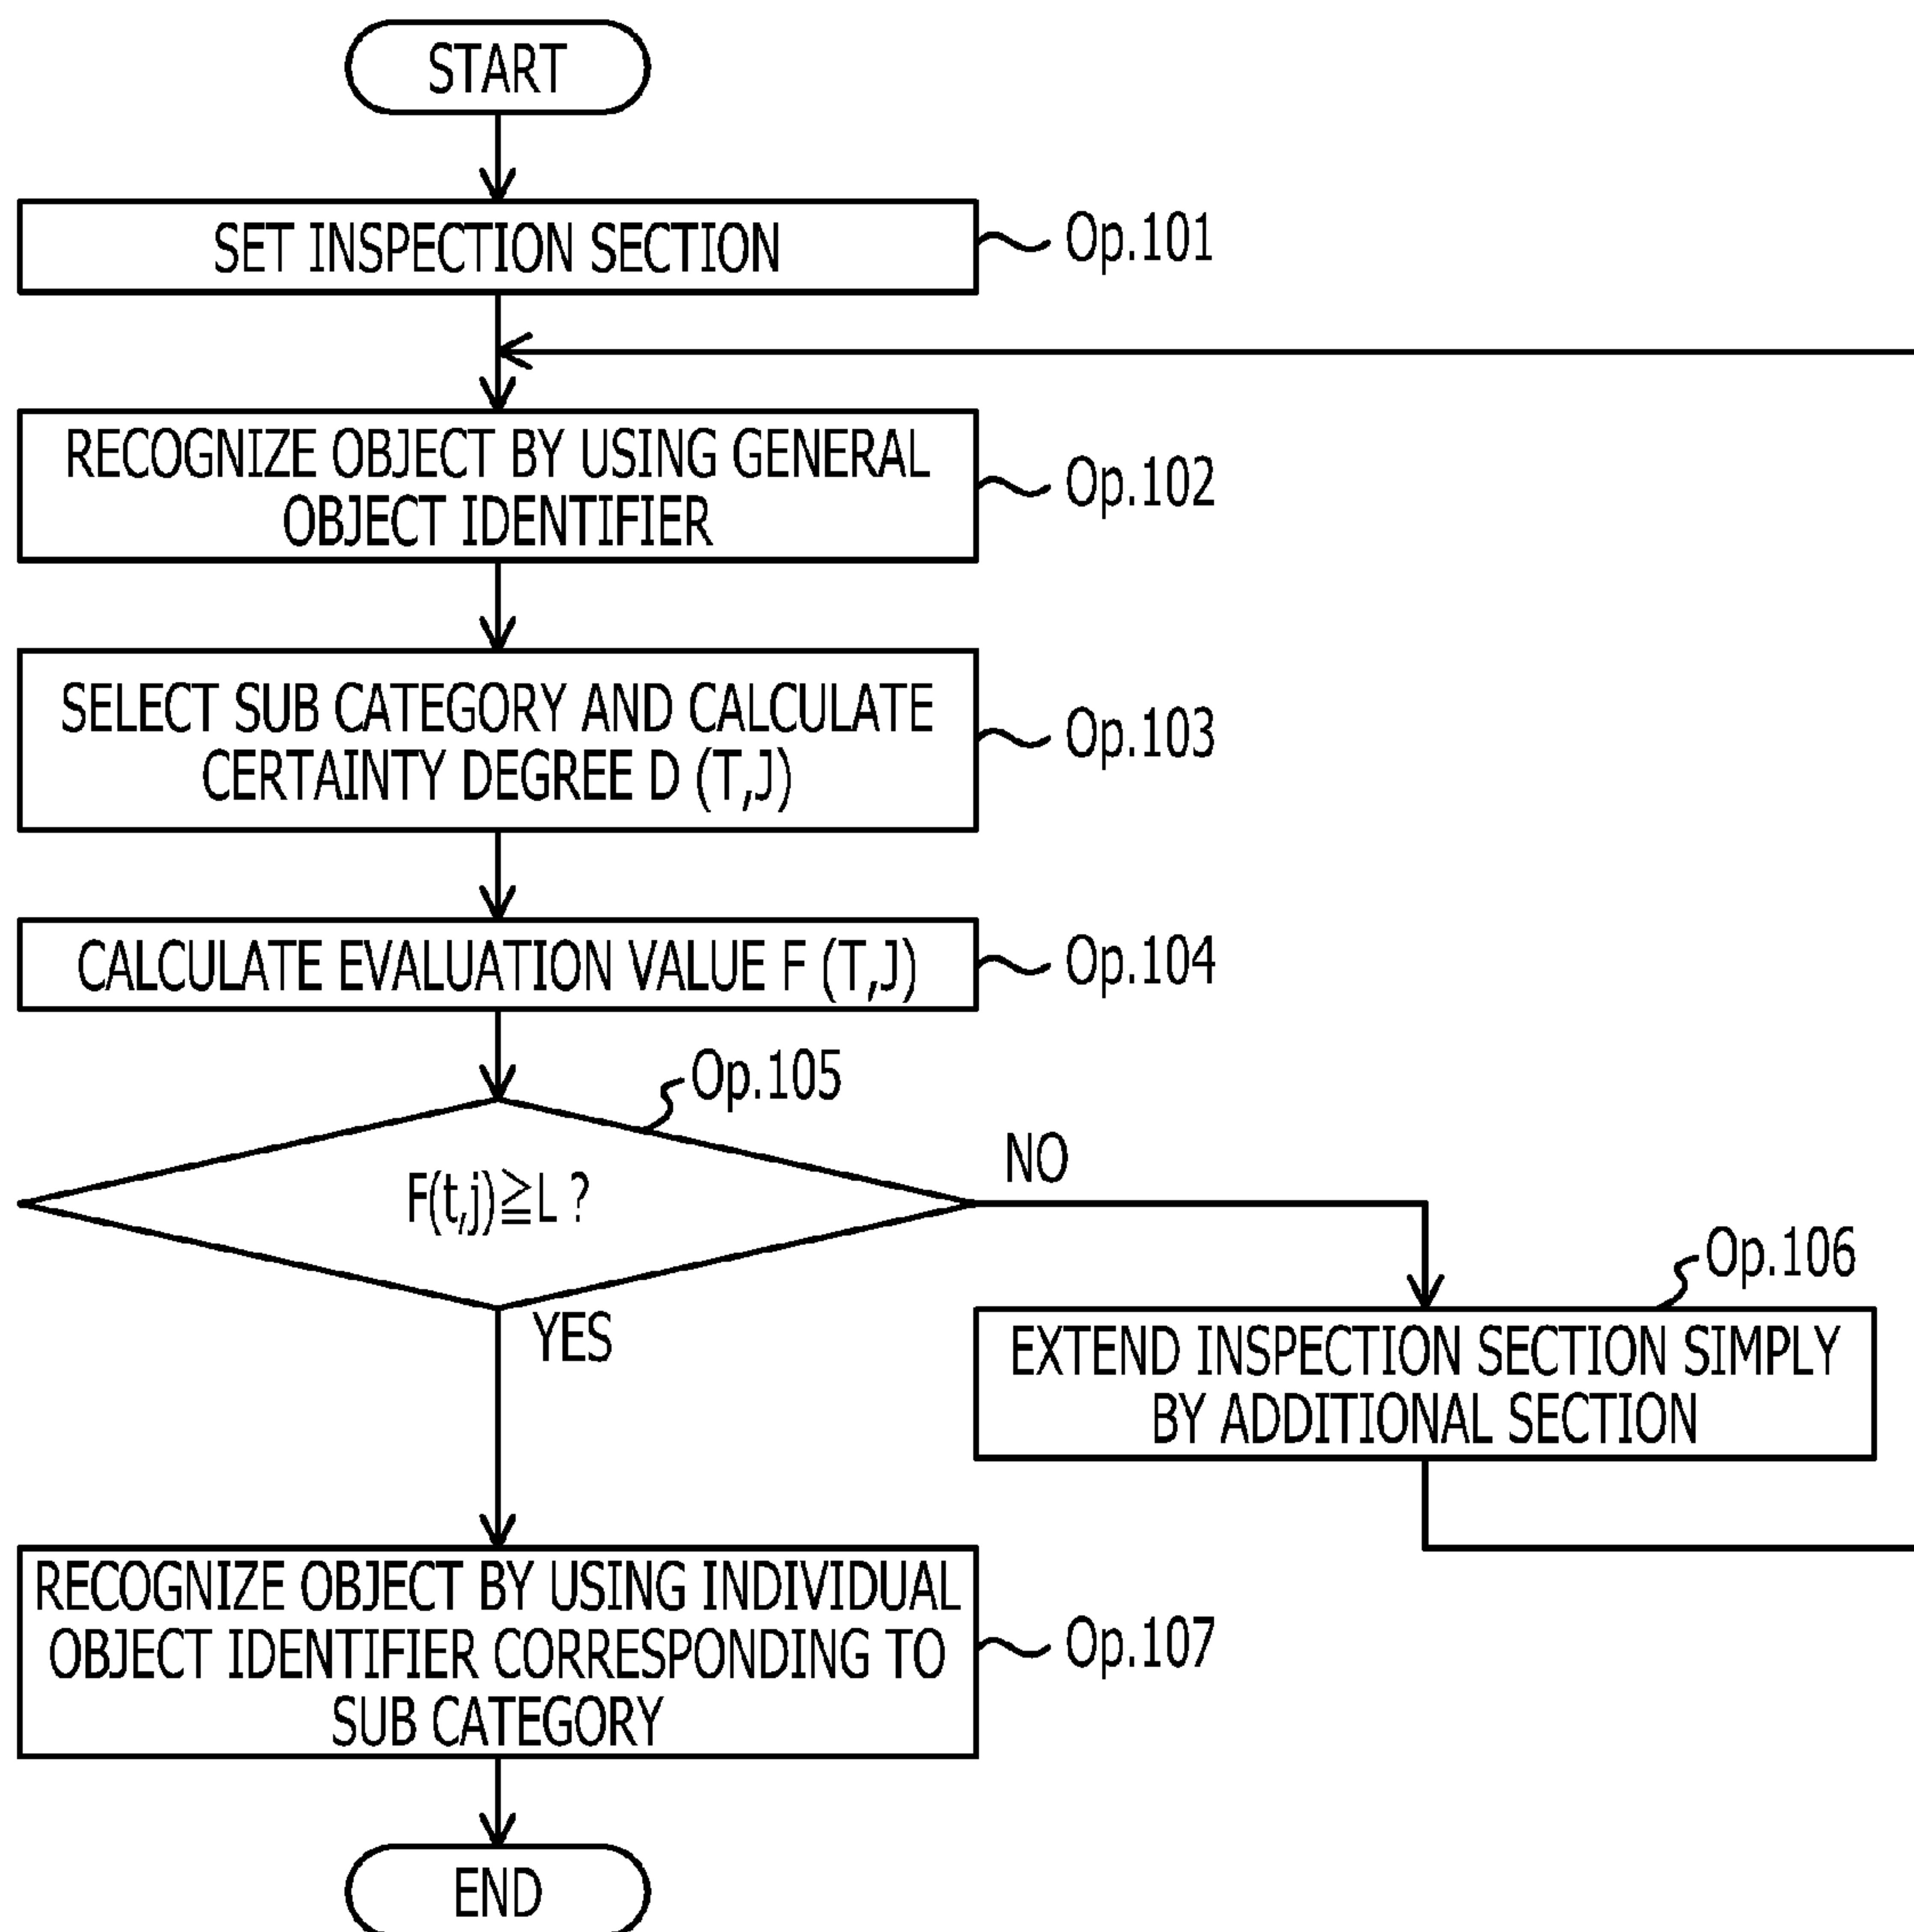 START
SET INSPECTION SECTION
Op.101
RECOGNIZE OBJECT BY USING GENERAL
OBJECT IDENTIFIER
Op.102
SELECT SUB CATEGORY AND CALCULATE
CERTAINTY DEGREE D (T,J)
Op.103
CALCULATE EVALUATION VALUE F (T,J)
Op.104
Op.105
F(t,j)≧L ?
NO
YES
Op.106
EXTEND INSPECTION SECTION SIMPLY
BY ADDITIONAL SECTION
RECOGNIZE OBJECT BY USING INDIVIDUAL
OBJECT IDENTIFIER CORRESPONDING TO
SUB CATEGORY
Op.107
END